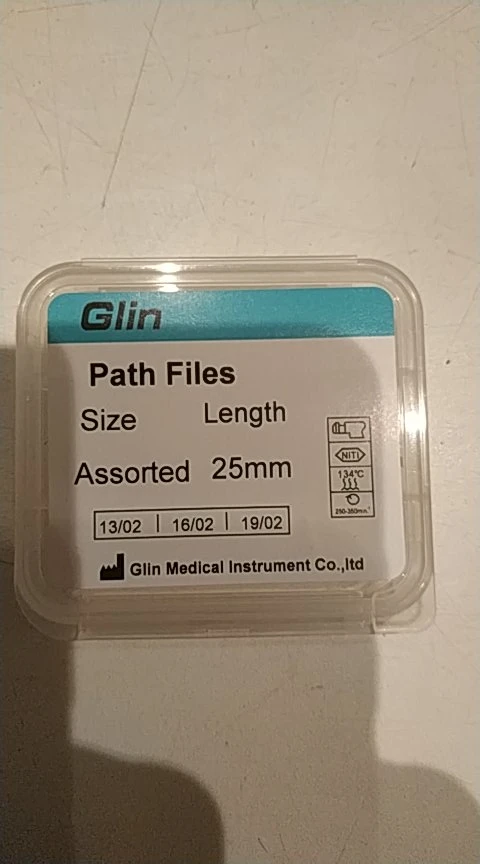 Glin
Path Files
Size Length
Assorted 25mm
NITI
134°C
13/02 | 16/02 | 19/02
Glin Medical Instrument Co.,ltd